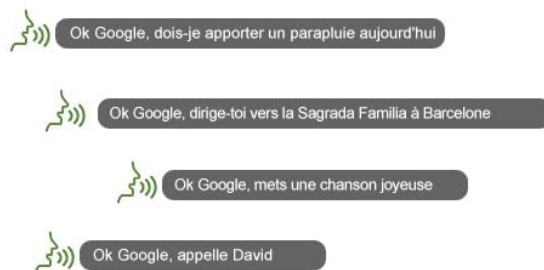 Ok Google, dois-je apporter un parapluie aujourd'hui
Ok Google, dirige-toi vers la Sagrada Familia à Barcelone
Ok Google, mets une chanson joyeuse
Ok Google, appelle David